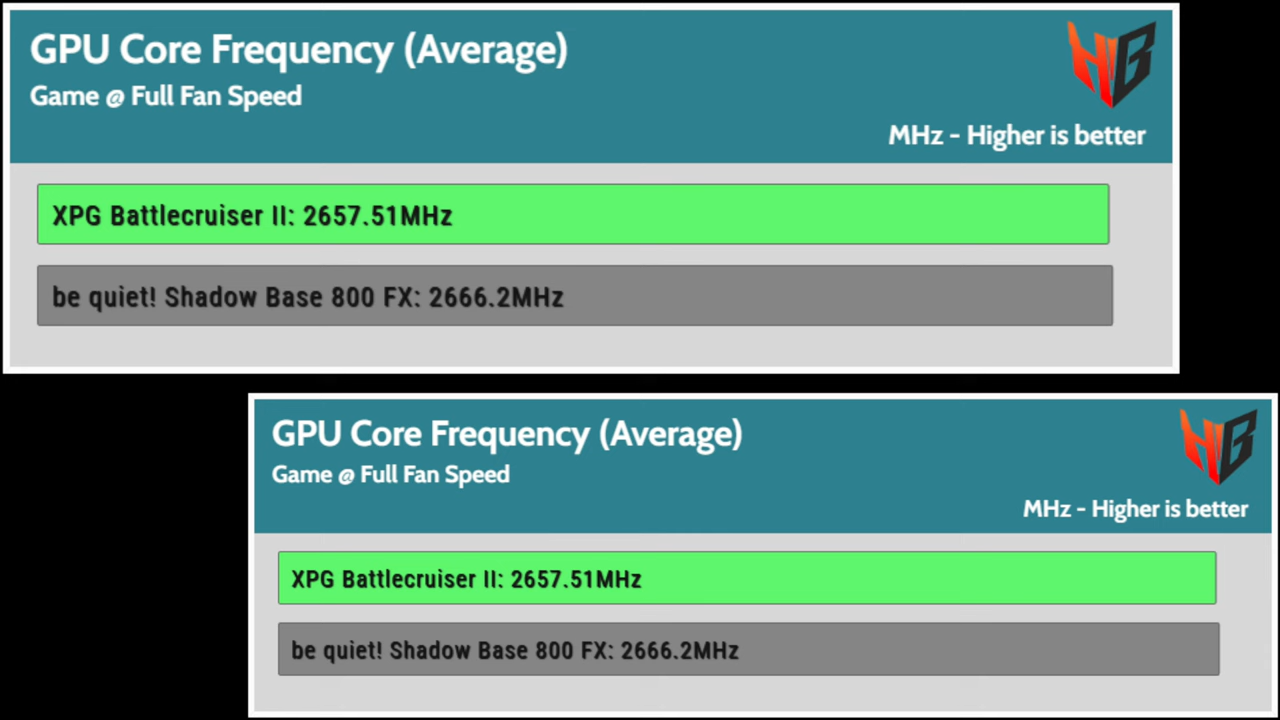 GPU Core Frequency (Average)
Game @ Full Fan Speed
HB
MHz - Higher is better
XPG Battlecruiser II: 2657.51MHz
be quiet! Shadow Base 800 FX: 2666.2MHz
GPU Core Frequency (Average)
Game @ Full Fan Speed
HB
MHz - Higher is better
XPG Battlecruiser II: 2657.51MHz
be quiet! Shadow Base 800 FX: 2666.2MHz